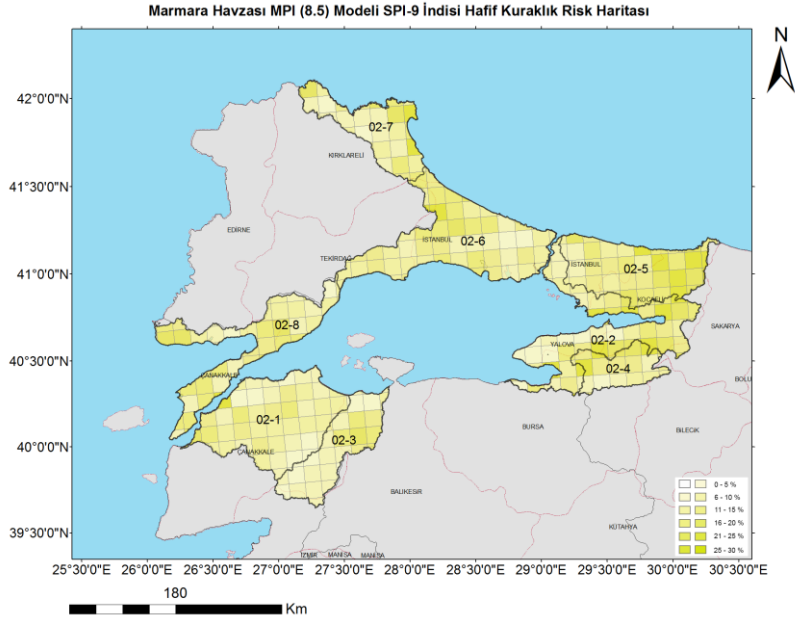 Marmara Havzası MPI (8.5) Modeli SPI-9 İndisi Hafif Kuraklık Risk Haritası
N
42°0'0"N
41°30'0"N
41°0'0"N
40°30'0"N
40°0'0"N
39°30'0"N
02-7
KIRKLARELİ
EDİRNE
İSTANBUL
02-6
TEKİRDAĞ
İSTANBUL
02-5
KOCAELİ
SAKARYA
02-8
02-2
YALOVA
02-4
ÇANAKKALE
BOLU
02-1
02-3
BURSA
BİLECİK
ÇANAKKALE
BALIKESİR
KÜTAHYA
İZMİR
MANİSA
MANİSA
0 - 5 %
6 - 10 %
11 - 15 %
16 - 20 %
21 - 25 %
25 - 30 %
25°30'0"E 26°0'0"E 26°30'0"E 27°0'0"E 27°30'0"E 28°0'0"E 28°30'0"E 29°0'0"E 29°30'0"E 30°0'0"E 30°30'0"E
180
Km